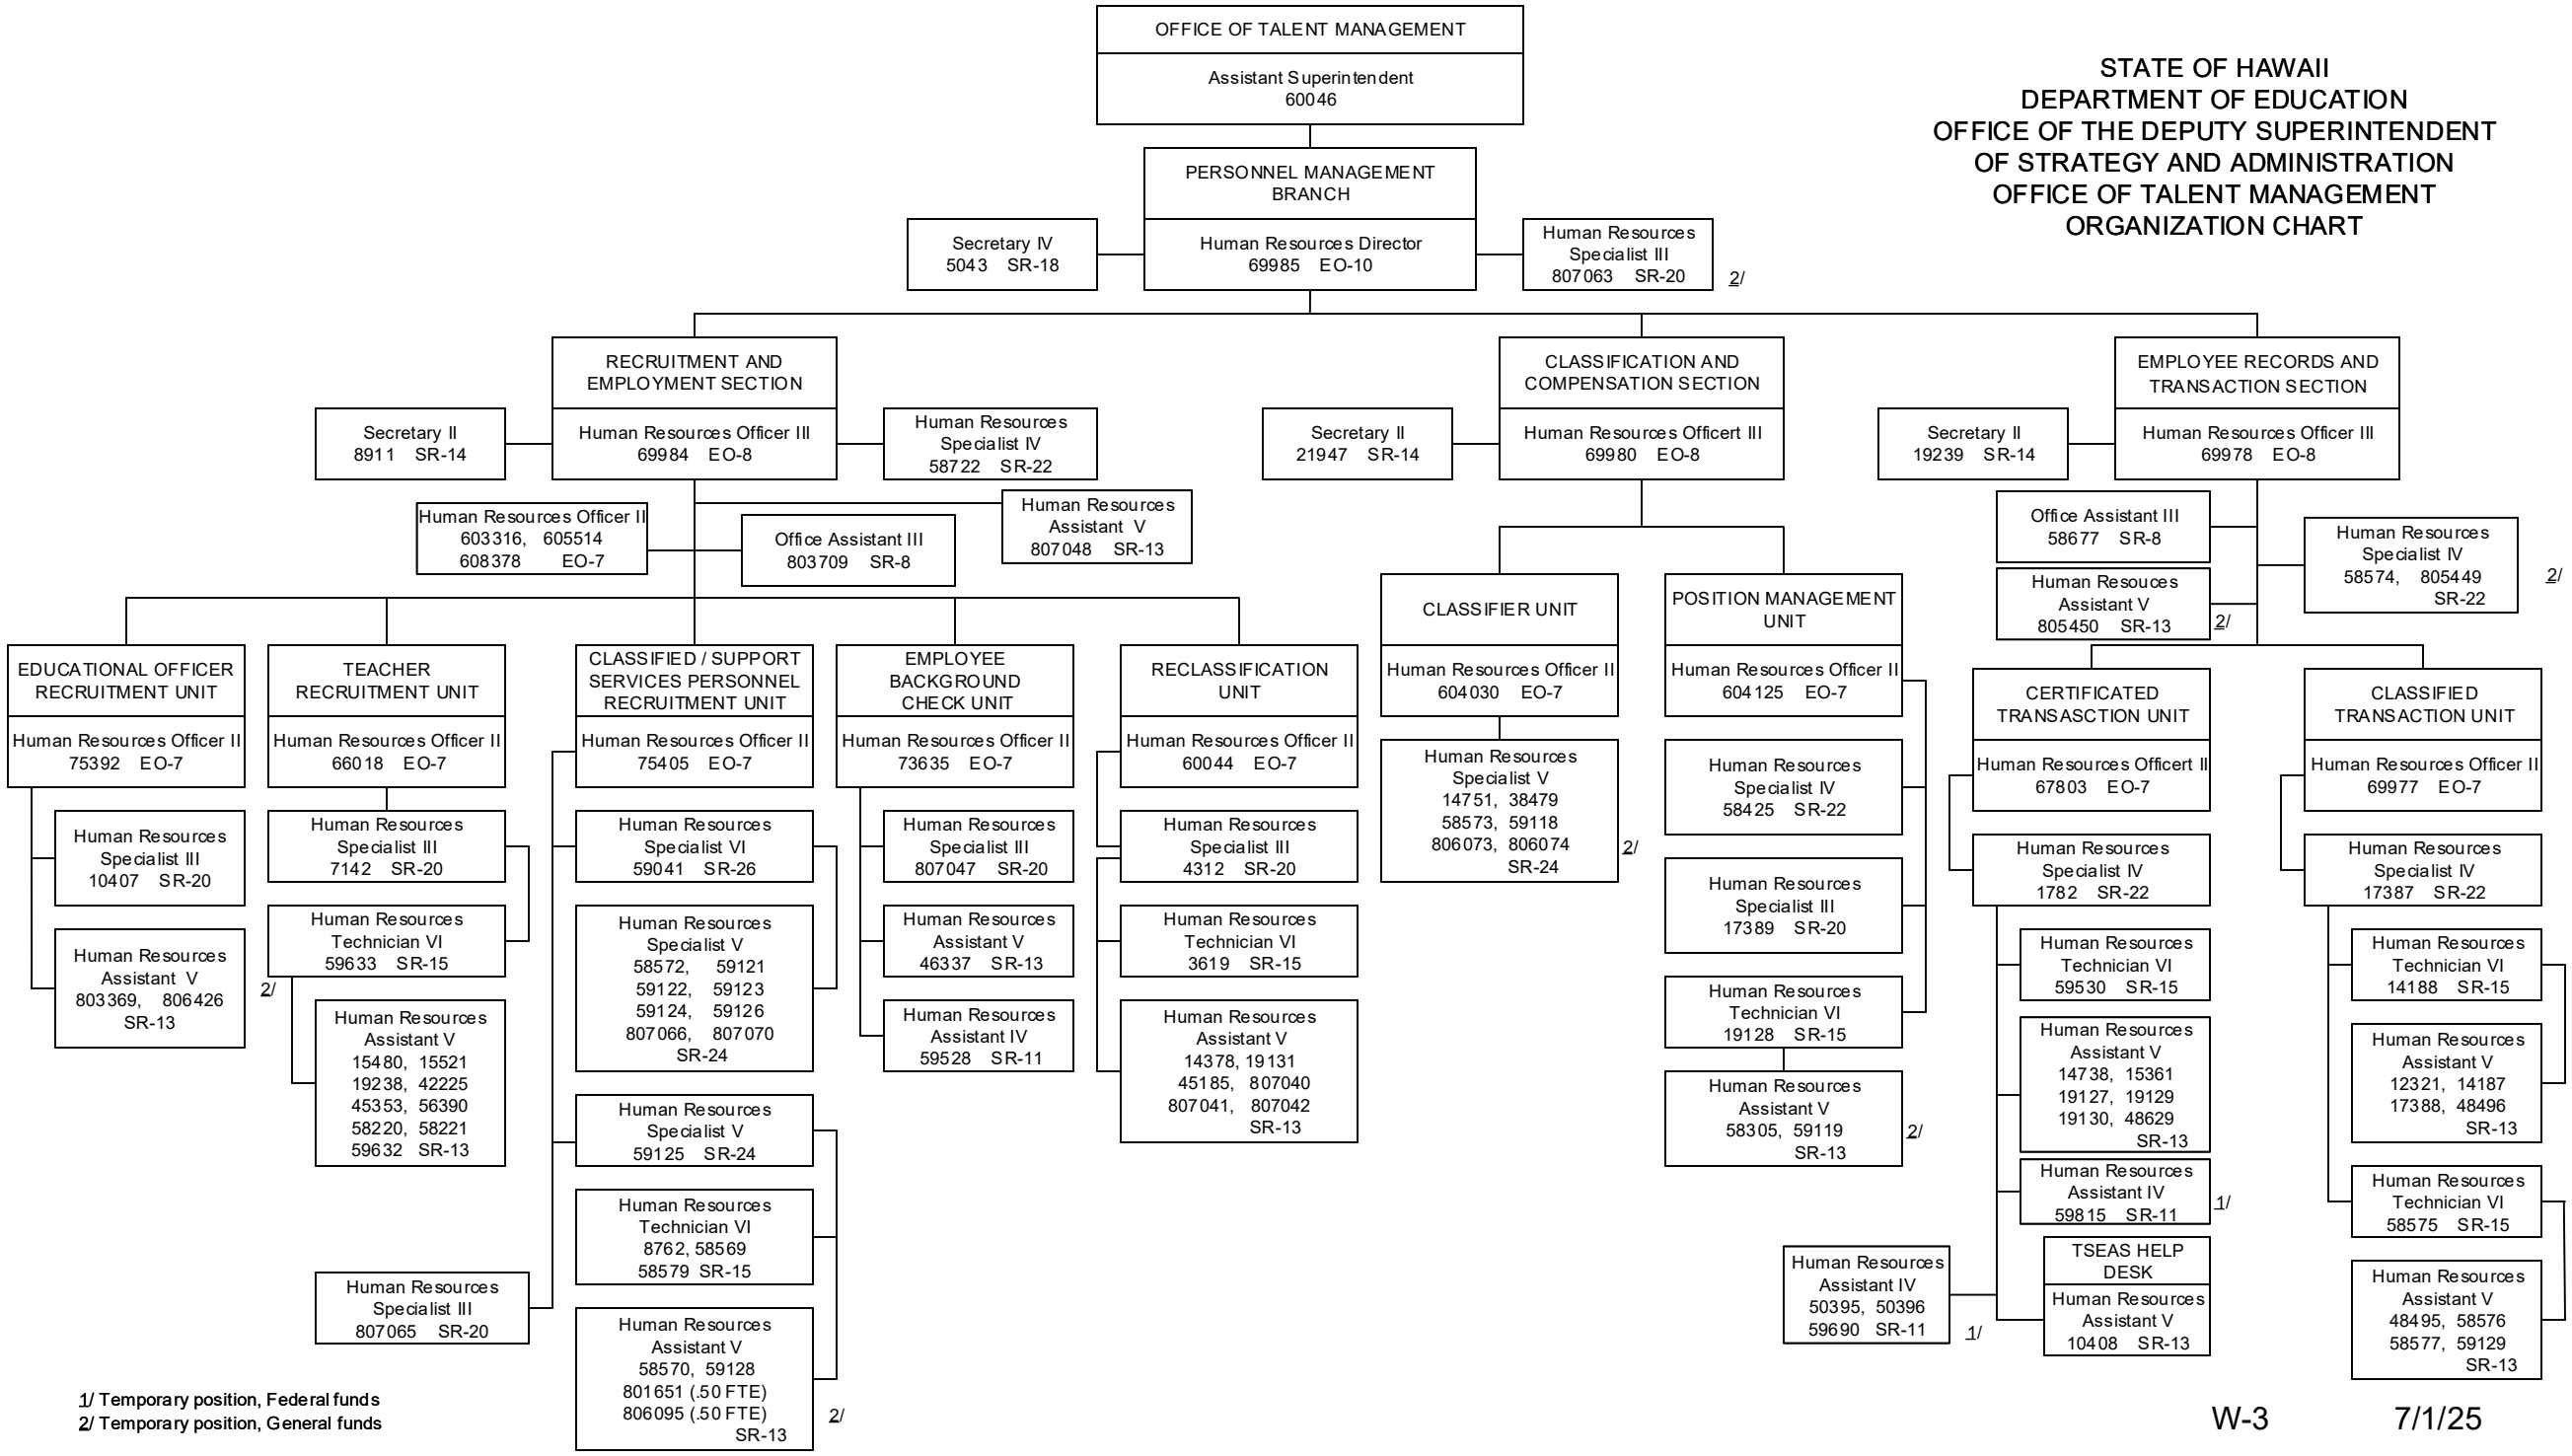 OFFICE OF TALENT MANAGEMENT
Assistant Superintendent
60046
STATE OF HAWAII
DEPARTMENT OF EDUCATION
OFFICE OF THE DEPUTY SUPERINTENDENT
OF STRATEGY AND ADMINISTRATION
OFFICE OF TALENT MANAGEMENT
ORGANIZATION CHART
PERSONNEL MANAGEMENT
BRANCH
Human Resources Director
69985 EO-10
Secretary IV
5043 SR-18
Human Resources
Specialist III
807063 SR-20
2/
RECRUITMENT AND
EMPLOYMENT SECTION
Human Resources Officer III
69984 EO-8
Secretary II
8911 SR-14
Human Resources
Specialist IV
58722 SR-22
Human Resources Officer II
603316, 605514
608378 EO-7
Office Assistant III
803709 SR-8
Human Resources
Assistant V
807048 SR-13
CLASSIFICATION AND
COMPENSATION SECTION
Human Resources Officert III
69980 EO-8
Secretary II
21947 SR-14
EMPLOYEE RECORDS AND
TRANSACTION SECTION
Human Resources Officer III
69978 EO-8
Secretary II
19239 SR-14
Office Assistant III
58677 SR-8
Human Resources
Specialist IV
58574, 805449
SR-22
2/
Human Resouces
Assistant V
805450 SR-13
2/
EDUCATIONAL OFFICER
RECRUITMENT UNIT
Human Resources Officer II
75392 EO-7
Human Resources
Specialist III
10407 SR-20
Human Resources
Assistant V
803369, 806426
SR-13
2/
TEACHER
RECRUITMENT UNIT
Human Resources Officer II
66018 EO-7
Human Resources
Specialist III
7142 SR-20
Human Resources
Technician VI
59633 SR-15
Human Resources
Assistant V
15480, 15521
19238, 42225
45353, 56390
58220, 58221
59632 SR-13
CLASSIFIED / SUPPORT
SERVICES PERSONNEL
RECRUITMENT UNIT
Human Resources Officer II
75405 EO-7
Human Resources
Specialist VI
59041 SR-26
Human Resources
Specialist V
58572, 59121
59122, 59123
59124, 59126
807066, 807070
SR-24
Human Resources
Specialist V
59125 SR-24
Human Resources
Technician VI
8762, 58569
58579 SR-15
Human Resources
Specialist III
807065 SR-20
Human Resources
Assistant V
58570, 59128
801651 (.50 FTE)
806095 (.50 FTE)
SR-13
2/
EMPLOYEE
BACKGROUND
CHECK UNIT
Human Resources Officer II
73635 EO-7
Human Resources
Specialist III
807047 SR-20
Human Resources
Assistant V
46337 SR-13
Human Resources
Assistant IV
59528 SR-11
RECLASSIFICATION
UNIT
Human Resources Officer II
60044 EO-7
Human Resources
Specialist III
4312 SR-20
Human Resources
Technician VI
3619 SR-15
Human Resources
Assistant V
14378, 19131
45185, 807040
807041, 807042
SR-13
CLASSIFIER UNIT
Human Resources Officer II
604030 EO-7
Human Resources
Specialist V
14751, 38479
58573, 59118
806073, 806074
SR-24
2/
POSITION MANAGEMENT
UNIT
Human Resources Officer II
604125 EO-7
Human Resources
Specialist IV
58425 SR-22
Human Resources
Specialist III
17389 SR-20
Human Resources
Technician VI
19128 SR-15
Human Resources
Assistant V
58305, 59119
SR-13
2/
CERTIFICATED
TRANSASCTION UNIT
Human Resources Officert II
67803 EO-7
Human Resources
Specialist IV
1782 SR-22
Human Resources
Technician VI
59530 SR-15
Human Resources
Assistant V
14738, 15361
19127, 19129
19130, 48629
SR-13
Human Resources
Assistant IV
59815 SR-11
1/
Human Resources
Assistant IV
50395, 50396
59690 SR-11
1/
TSEAS HELP
DESK
Human Resources
Assistant V
10408 SR-13
CLASSIFIED
TRANSACTION UNIT
Human Resources Officer II
69977 EO-7
Human Resources
Specialist IV
17387 SR-22
Human Resources
Technician VI
14188 SR-15
Human Resources
Assistant V
12321, 14187
17388, 48496
SR-13
Human Resources
Technician VI
58575 SR-15
Human Resources
Assistant V
48495, 58576
58577, 59129
SR-13
1/ Temporary position, Federal funds
2/ Temporary position, General funds
W-3 7/1/25